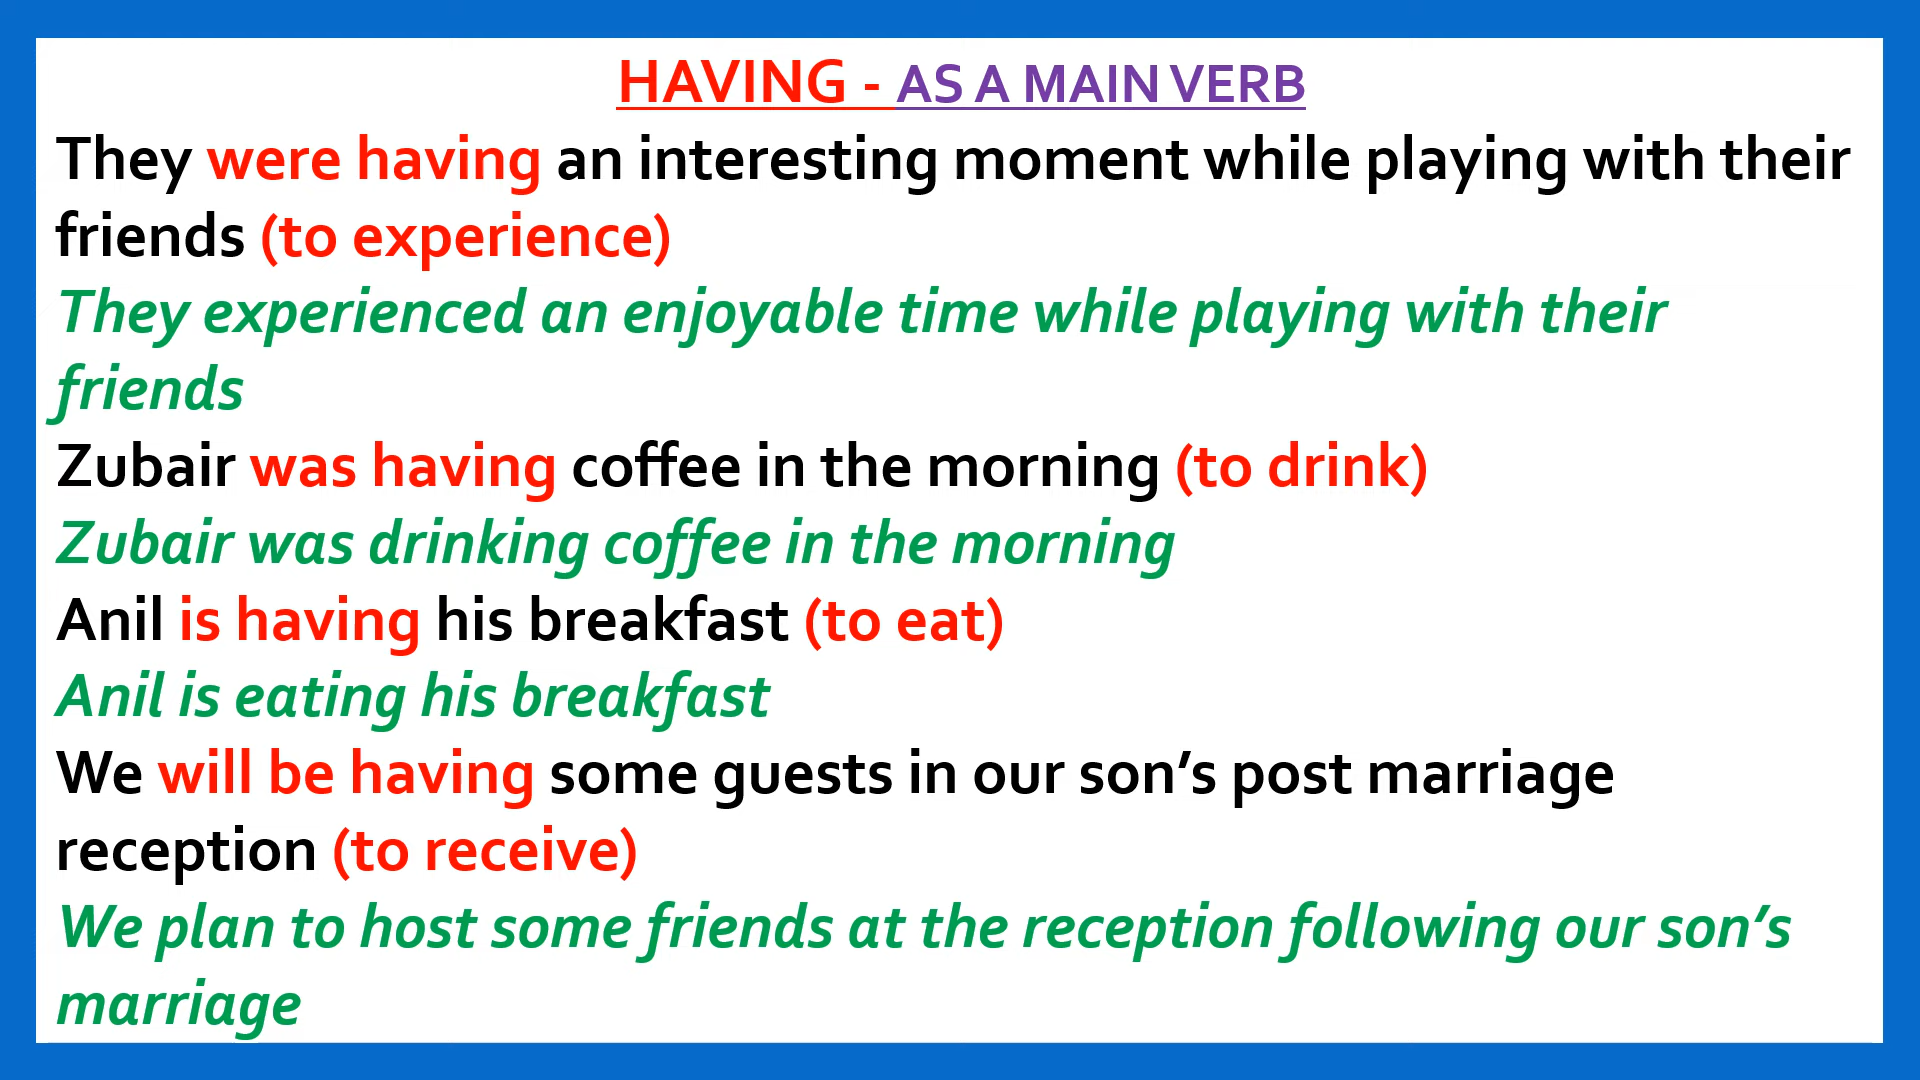 HAVING - AS A MAIN VERB
They were having an interesting moment while playing with their
friends (to experience)
They experienced an enjoyable time while playing with their
friends
Zubair was having coffee in the morning (to drink)
Zubair was drinking coffee in the morning
Anil is having his breakfast (to eat)
Anil is eating his breakfast
We will be having some guests in our son’s post marriage
reception (to receive)
We plan to host some friends at the reception following our son’s
marriage